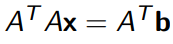 AᵀAx = Aᵀb